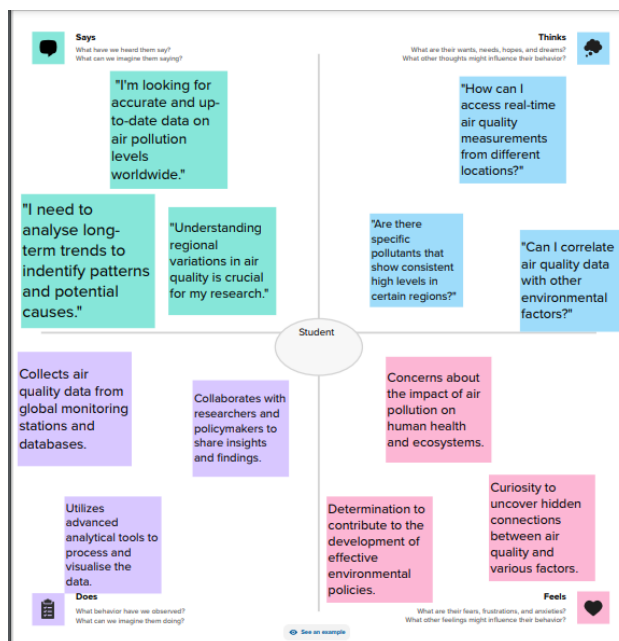 Says
What have we heard them say?
What can we imagine them saying?
"I'm looking for
accurate and up-
to-date data on
air pollution
levels
worldwide."
"I need to
analyse long-
term trends to
indentify patterns
and potential
causes."
"Understanding
regional
variations in air
quality is crucial
for my research."
Thinks
What are their wants, needs, hopes, and dreams?
What other thoughts might influence their behavior?
"How can I
access real-time
air quality
measurements
from different
locations?"
"Are there
specific
pollutants that
show consistent
high levels in
certain regions?"
"Can I correlate
air quality data
with other
environmental
factors?"
Student
Collects air
quality data from
global monitoring
stations and
databases.
Collaborates with
researchers and
policymakers to
share insights
and findings.
Utilizes
advanced
analytical tools to
process and
visualise the
data.
Does
What behavior have we observed?
What can we imagine them doing?
Concerns about
the impact of air
pollution on
human health
and ecosystems.
Determination to
contribute to the
development of
effective
environmental
policies.
Curiosity to
uncover hidden
connections
between air
quality and
various factors.
Feels
What are their fears, frustrations, and anxieties?
What other feelings might influence their behavior?
See an example